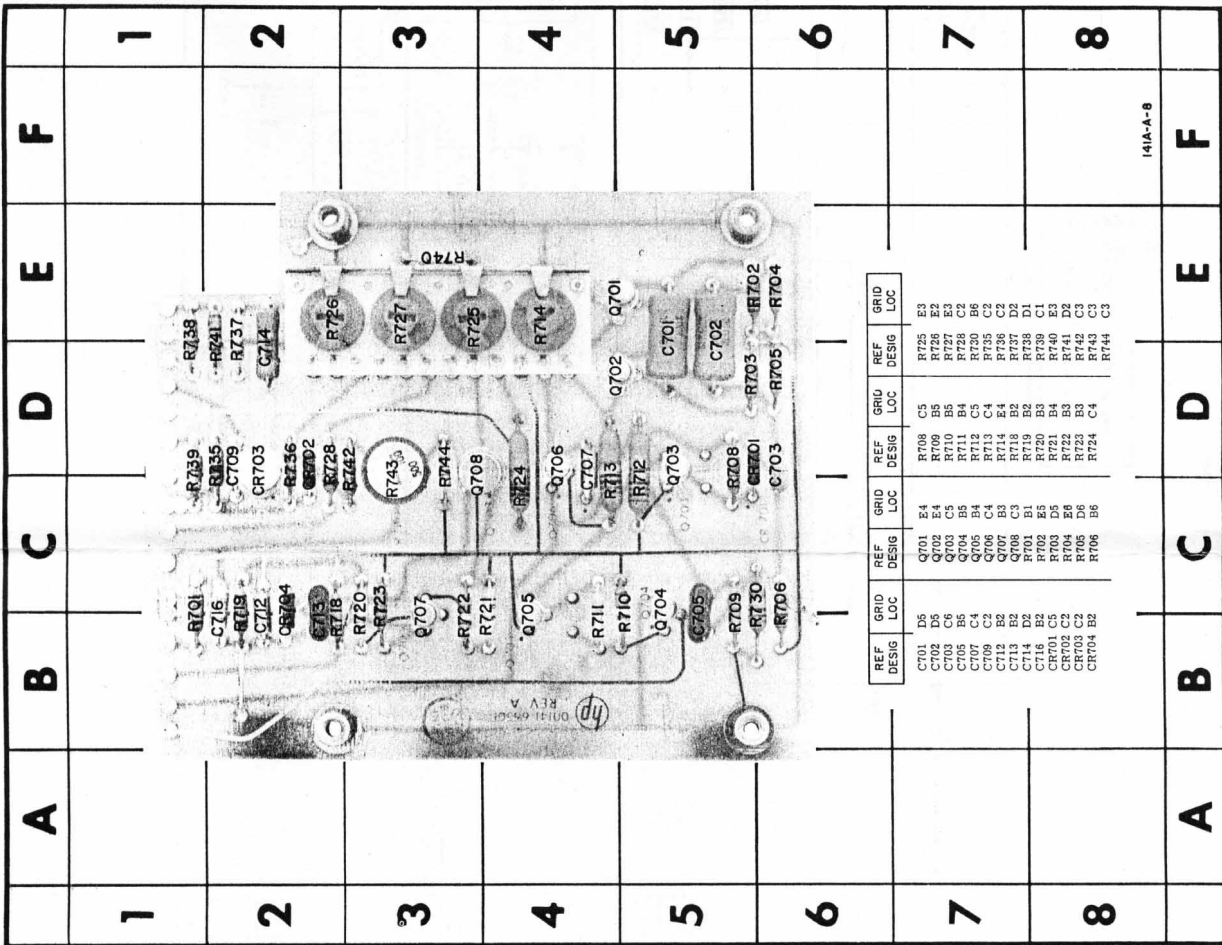 A B C D E F
1 1
2 2
3 3
4 4
5 5
6 6
7 7
8 8
R701 R739 R738
C716 R735 R741
R719 C709 R737
C712 CR703 C714
CR704 R736
C713 CR702
R718 R728 R726
R720 R742
R723 R743 R727
Q707 R744 R740
R722 Q708 R725
R721
Q705 R724 R714
Q706
R711 C707
R710 R713 Q702 Q701
Q704 R712
C705 Q703 C701
C702
R709 R708 R703 R702
R730 CR701
R706 C703 R705 R704
hp
REV A
REF DESIG GRID LOC REF DESIG GRID LOC REF DESIG GRID LOC REF DESIG GRID LOC
C701 D5 Q701 E4 R708 C5 R725 E3
C702 D5 Q702 E4 R709 B5 R726 E2
C703 C6 Q703 C5 R710 B5 R727 E3
C705 B5 Q704 B5 R711 B4 R728 C2
C707 C4 Q705 B4 R712 C5 R730 B6
C709 C2 Q706 C4 R713 C4 R735 C2
C712 B2 Q707 B3 R714 E4 R736 C2
C713 B2 Q708 C3 R718 B2 R737 D2
C714 D2 R701 B1 R719 B2 R738 D1
C716 B2 R702 E5 R720 B3 R739 C1
CR701 C5 R703 D5 R721 B4 R740 E3
CR702 C2 R704 E6 R722 B3 R741 D2
CR703 C2 R705 D6 R723 B3 R742 C3
CR704 B2 R706 B6 R724 C4 R743 C3
R744 C3
141A-A-8
A B C D E F